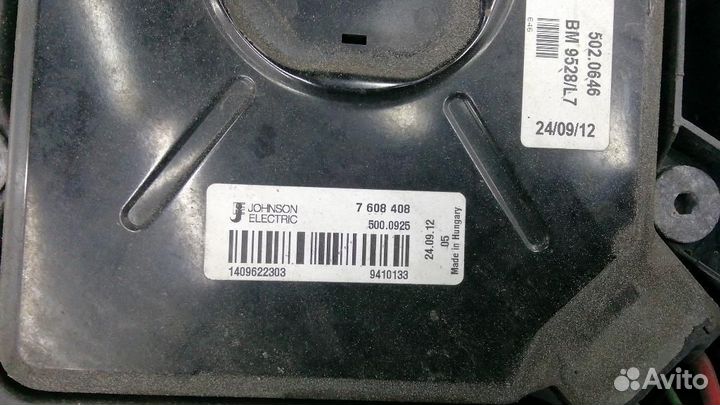 502.0646
BM 9528/L7
646
24/09/12
JOHNSON
ELECTRIC
7 608 408
500.0925
1409622303
9410133
24.09.12
.05
Made in Hungary
Avito